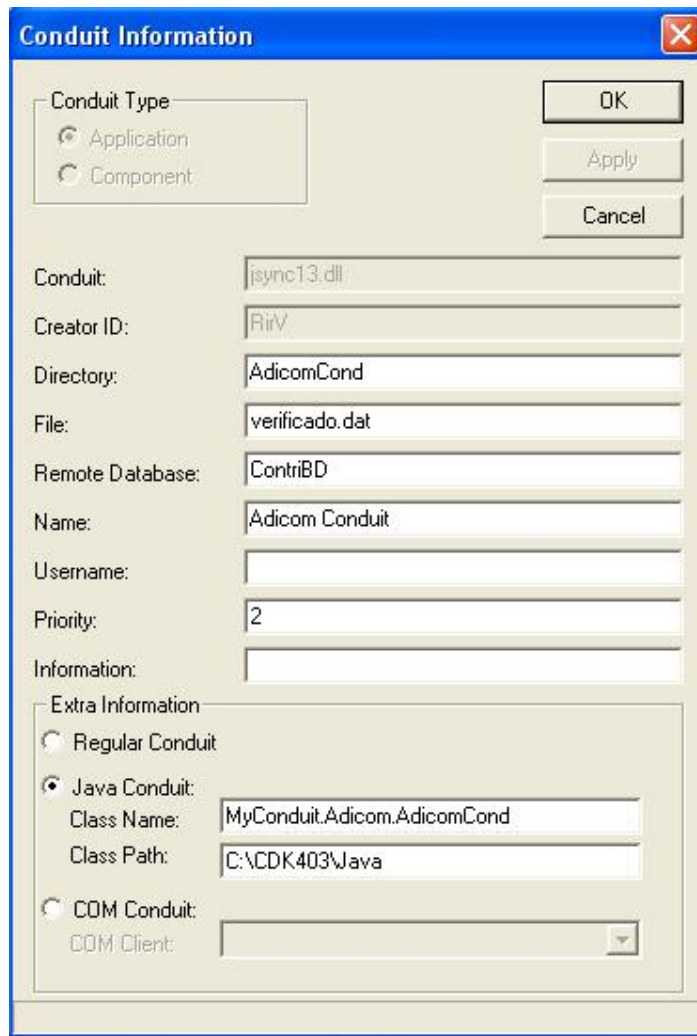 Conduit Information
Conduit Type
Application
Component
OK
Apply
Cancel
Conduit: jsync13.dll
Creator ID: RirV
Directory: AdicomCond
File: verificado.dat
Remote Database: ContriBD
Name: Adicom Conduit
Username:
Priority: 2
Information:
Extra Information
Regular Conduit
Java Conduit:
Class Name: MyConduit.Adicom.AdicomCond
Class Path: C:\CDK403\Java
COM Conduit:
COM Client: